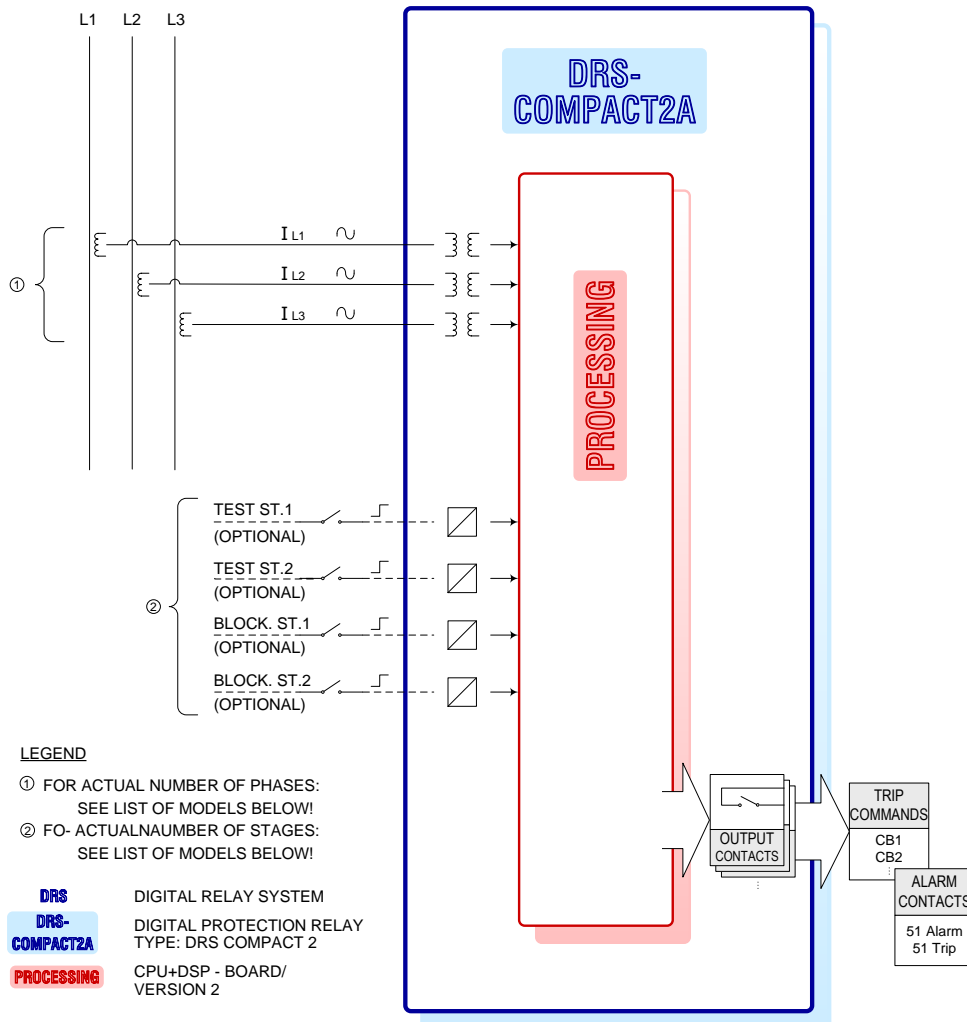 L1 L2 L3
DRS-
COMPACT2A
I L1
I L2
I L3
①
PROCESSING
TEST ST.1
(OPTIONAL)
TEST ST.2
(OPTIONAL)
②
BLOCK. ST.1
(OPTIONAL)
BLOCK. ST.2
(OPTIONAL)
LEGEND
① FOR ACTUAL NUMBER OF PHASES:
SEE LIST OF MODELS BELOW!
② FO- ACTUALNAUMBER OF STAGES:
SEE LIST OF MODELS BELOW!
DRS DIGITAL RELAY SYSTEM
DRS-
COMPACT2A
DIGITAL PROTECTION RELAY
TYPE: DRS COMPACT 2
PROCESSING
CPU+DSP - BOARD/
VERSION 2
OUTPUT
CONTACTS
TRIP
COMMANDS
CB1
CB2
ALARM
CONTACTS
51 Alarm
51 Trip